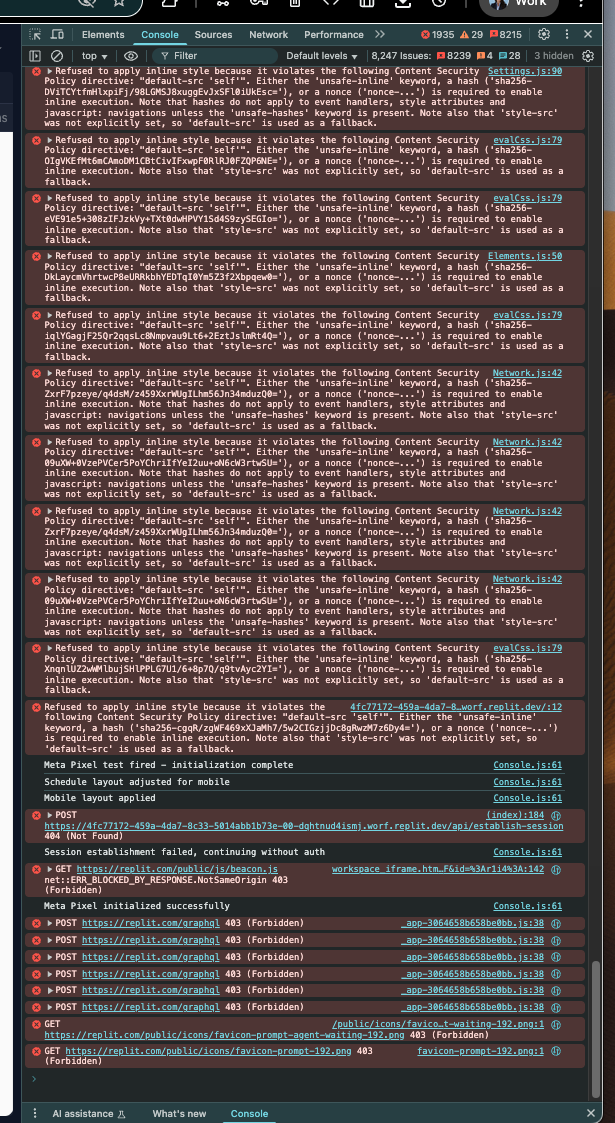 Work
Elements Console Sources Network Performance 1935 29 8215
top Filter Default levels 8,247 Issues: 8239 4 28 3 hidden
Refused to apply inline style because it violates the following Content Security Settings.js:90
Policy directive: "default-src 'self'". Either the 'unsafe-inline' keyword, a hash ('sha256-
DViTCYtfmHlxpiFj/98LGMSJ8xuggEvJxSFl0iUkEsc='), or a nonce ('nonce-...') is required to enable
inline execution. Note that hashes do not apply to event handlers, style attributes and
javascript: navigations unless the 'unsafe-hashes' keyword is present. Note also that 'style-src'
was not explicitly set, so 'default-src' is used as a fallback.
Refused to apply inline style because it violates the following Content Security evalCss.js:79
Policy directive: "default-src 'self'". Either the 'unsafe-inline' keyword, a hash ('sha256-
OIgVKEfMt6mCAmoDM1CBtCivIFxwpF0RlRJ0FZQP6NE='), or a nonce ('nonce-...') is required to enable
inline execution. Note also that 'style-src' was not explicitly set, so 'default-src' is used as a
fallback.
Refused to apply inline style because it violates the following Content Security evalCss.js:79
Policy directive: "default-src 'self'". Either the 'unsafe-inline' keyword, a hash ('sha256-
eVE91e5+308zIFJzkVy+TXt0dwHPVY1Sd4S9zySEGIo='), or a nonce ('nonce-...') is required to enable
inline execution. Note also that 'style-src' was not explicitly set, so 'default-src' is used as a
fallback.
Refused to apply inline style because it violates the following Content Security Elements.js:50
Policy directive: "default-src 'self'". Either the 'unsafe-inline' keyword, a hash ('sha256-
DkLaycmVhrtwcP8eURRkbhYEDTqI0Ym5Z3f2Xbpqew0='), or a nonce ('nonce-...') is required to enable
inline execution. Note also that 'style-src' was not explicitly set, so 'default-src' is used as a
fallback.
Refused to apply inline style because it violates the following Content Security evalCss.js:79
Policy directive: "default-src 'self'". Either the 'unsafe-inline' keyword, a hash ('sha256-
iqlYGagjF25Qr2qqsLc8Nmpvau9Lt6+2EztJslmRt4Q='), or a nonce ('nonce-...') is required to enable
inline execution. Note also that 'style-src' was not explicitly set, so 'default-src' is used as a
fallback.
Refused to apply inline style because it violates the following Content Security Network.js:42
Policy directive: "default-src 'self'". Either the 'unsafe-inline' keyword, a hash ('sha256-
ZxrF7pzeye/q4dsM/z459XxrWUgILhm56Jn34mduzQ0='), or a nonce ('nonce-...') is required to enable
inline execution. Note that hashes do not apply to event handlers, style attributes and
javascript: navigations unless the 'unsafe-hashes' keyword is present. Note also that 'style-src'
was not explicitly set, so 'default-src' is used as a fallback.
Refused to apply inline style because it violates the following Content Security Network.js:42
Policy directive: "default-src 'self'". Either the 'unsafe-inline' keyword, a hash ('sha256-
09uXW+0VzePVCer5PoYChriIfYeI2uu+oN6cW3rtwSU='), or a nonce ('nonce-...') is required to enable
inline execution. Note that hashes do not apply to event handlers, style attributes and
javascript: navigations unless the 'unsafe-hashes' keyword is present. Note also that 'style-src'
was not explicitly set, so 'default-src' is used as a fallback.
Refused to apply inline style because it violates the following Content Security Network.js:42
Policy directive: "default-src 'self'". Either the 'unsafe-inline' keyword, a hash ('sha256-
ZxrF7pzeye/q4dsM/z459XxrWUgILhm56Jn34mduzQ0='), or a nonce ('nonce-...') is required to enable
inline execution. Note that hashes do not apply to event handlers, style attributes and
javascript: navigations unless the 'unsafe-hashes' keyword is present. Note also that 'style-src'
was not explicitly set, so 'default-src' is used as a fallback.
Refused to apply inline style because it violates the following Content Security Network.js:42
Policy directive: "default-src 'self'". Either the 'unsafe-inline' keyword, a hash ('sha256-
09uXW+0VzePVCer5PoYChriIfYeI2uu+oN6cW3rtwSU='), or a nonce ('nonce-...') is required to enable
inline execution. Note that hashes do not apply to event handlers, style attributes and
javascript: navigations unless the 'unsafe-hashes' keyword is present. Note also that 'style-src'
was not explicitly set, so 'default-src' is used as a fallback.
Refused to apply inline style because it violates the following Content Security evalCss.js:79
Policy directive: "default-src 'self'". Either the 'unsafe-inline' keyword, a hash ('sha256-
XnqnlUZ2wWMlbujSHlPPLG7U1/6+8p7Q/q9tvAyc2YI='), or a nonce ('nonce-...') is required to enable
inline execution. Note also that 'style-src' was not explicitly set, so 'default-src' is used as a
fallback.
Refused to apply inline style because it violates the 4fc77172-459a-4da7-8…worf.replit.dev/:12
following Content Security Policy directive: "default-src 'self'". Either the 'unsafe-inline'
keyword, a hash ('sha256-cgqR/zgWF469xXJaMh7/5w2CIGzjjDc8gRwzM7z6Dy4='), or a nonce ('nonce-...')
is required to enable inline execution. Note also that 'style-src' was not explicitly set, so
'default-src' is used as a fallback.
Meta Pixel test fired - initialization complete Console.js:61
Schedule layout adjusted for mobile Console.js:61
Mobile layout applied Console.js:61
POST (index):184
https://4fc77172-459a-4da7-8c33-5014abb1b73e-00-dqhtnud4ismj.worf.replit.dev/api/establish-session
404 (Not Found)
Session establishment failed, continuing without auth Console.js:61
GET https://replit.com/public/js/beacon.js workspace_iframe.htm…F&id=%3Ar1i4%3A:142
net::ERR_BLOCKED_BY_RESPONSE.NotSameOrigin 403
(Forbidden)
Meta Pixel initialized successfully Console.js:61
POST https://replit.com/graphql 403 (Forbidden) _app-3064658b658be0bb.js:38
POST https://replit.com/graphql 403 (Forbidden) _app-3064658b658be0bb.js:38
POST https://replit.com/graphql 403 (Forbidden) _app-3064658b658be0bb.js:38
POST https://replit.com/graphql 403 (Forbidden) _app-3064658b658be0bb.js:38
POST https://replit.com/graphql 403 (Forbidden) _app-3064658b658be0bb.js:38
POST https://replit.com/graphql 403 (Forbidden) _app-3064658b658be0bb.js:38
GET /public/icons/favico…t-waiting-192.png:1
https://replit.com/public/icons/favicon-prompt-agent-waiting-192.png 403 (Forbidden)
GET https://replit.com/public/icons/favicon-prompt-192.png 403 favicon-prompt-192.png:1
(Forbidden)
AI assistance What's new Console